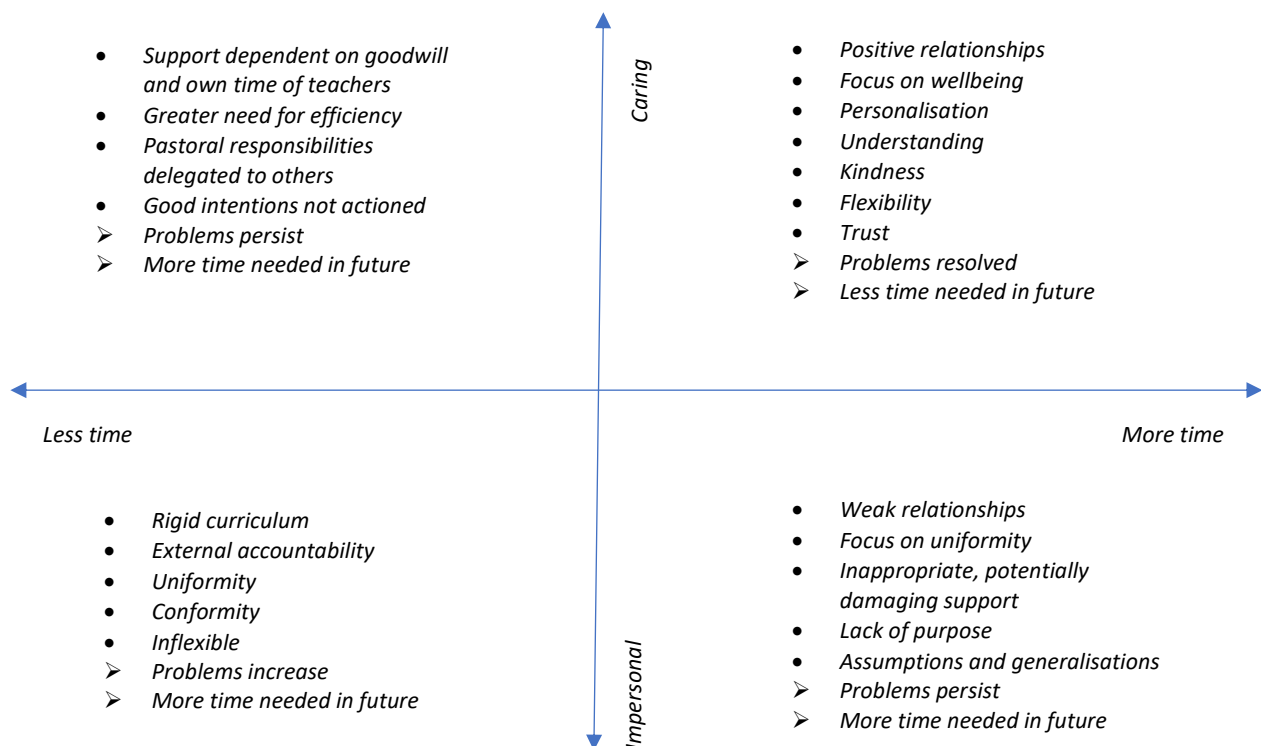 • Support dependent on goodwill
and own time of teachers
• Greater need for efficiency
• Pastoral responsibilities
delegated to others
• Good intentions not actioned
➢ Problems persist
➢ More time needed in future
Caring
• Positive relationships
• Focus on wellbeing
• Personalisation
• Understanding
• Kindness
• Flexibility
• Trust
➢ Problems resolved
➢ Less time needed in future
Less time
More time
• Rigid curriculum
• External accountability
• Uniformity
• Conformity
• Inflexible
➢ Problems increase
➢ More time needed in future
Impersonal
• Weak relationships
• Focus on uniformity
• Inappropriate, potentially
damaging support
• Lack of purpose
• Assumptions and generalisations
➢ Problems persist
➢ More time needed in future